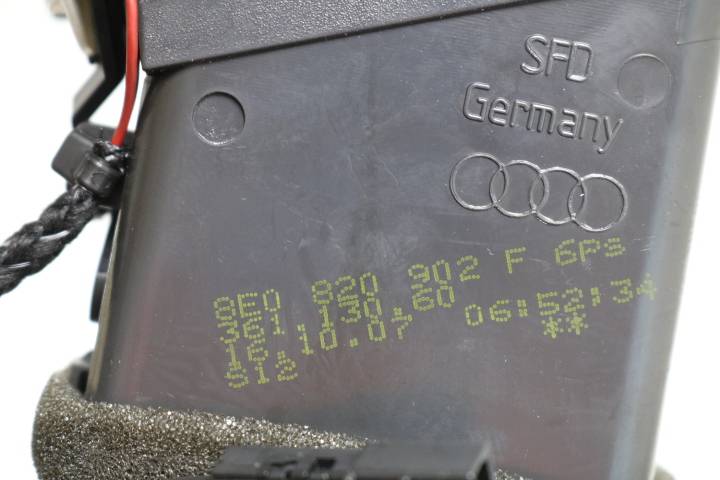 SFD
Germany
8E0 820 902 F 6PS
361.130.60
16.10.07 06:52:34
S12 **